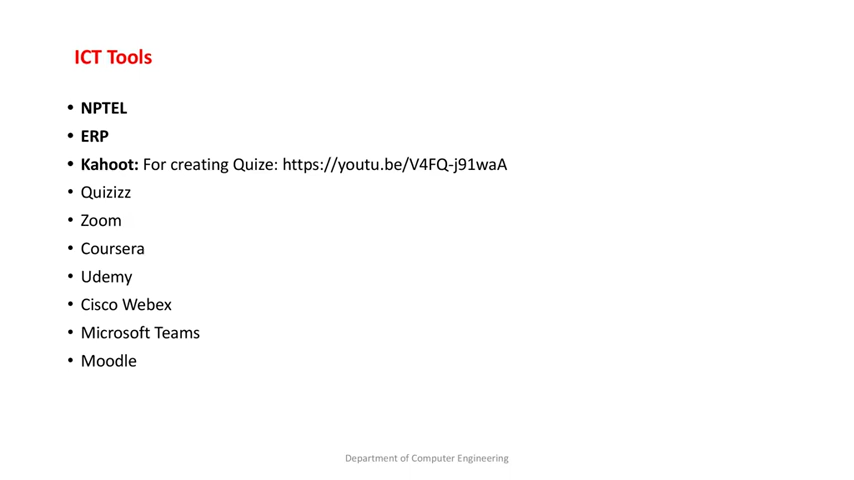 ICT Tools
• NPTEL
• ERP
• Kahoot: For creating Quize: https://youtu.be/V4FQ-j91waA
• Quizizz
• Zoom
• Coursera
• Udemy
• Cisco Webex
• Microsoft Teams
• Moodle
Department of Computer Engineering